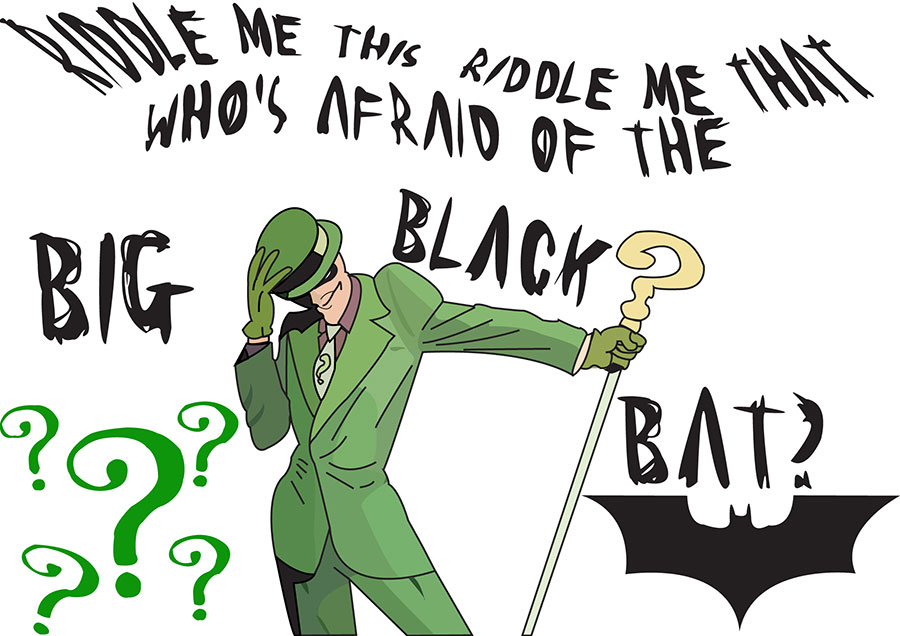 RIDDLE ME THIS RIDDLE ME THAT
WHO'S AFRAID OF THE
BIG
BLACK
BAT?